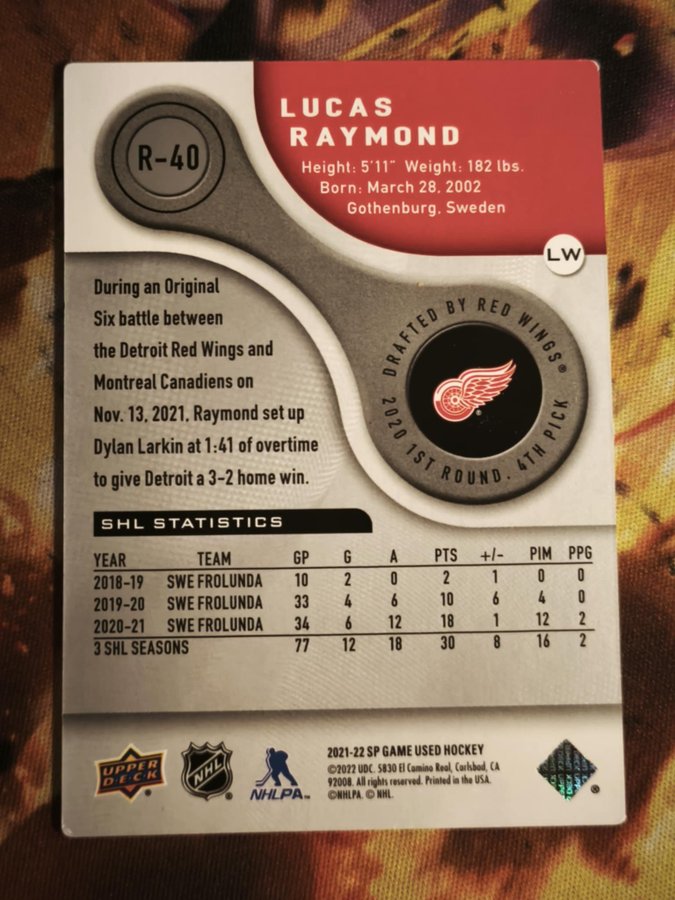 R-40
LUCAS
RAYMOND
Height: 5'11" Weight: 182 lbs.
Born: March 28, 2002
Gothenburg, Sweden
LW
During an Original
Six battle between
the Detroit Red Wings and
Montreal Canadiens on
Nov. 13, 2021, Raymond set up
Dylan Larkin at 1:41 of overtime
to give Detroit a 3-2 home win.
DRAFTED BY RED WINGS®
2020 1ST ROUND, 4TH PICK
SHL STATISTICS
YEAR TEAM GP G A PTS +/- PIM PPG
2018-19 SWE FROLUNDA 10 2 0 2 1 0 0
2019-20 SWE FROLUNDA 33 4 6 10 6 4 0
2020-21 SWE FROLUNDA 34 6 12 18 1 12 2
3 SHL SEASONS 77 12 18 30 8 16 2
UPPER
DECK
NHL
NHLPA
2021-22 SP GAME USED HOCKEY
©2022 UDC. 5830 El Camino Real, Carlsbad, CA
92008. All rights reserved. Printed in the USA.
©NHLPA. © NHL.